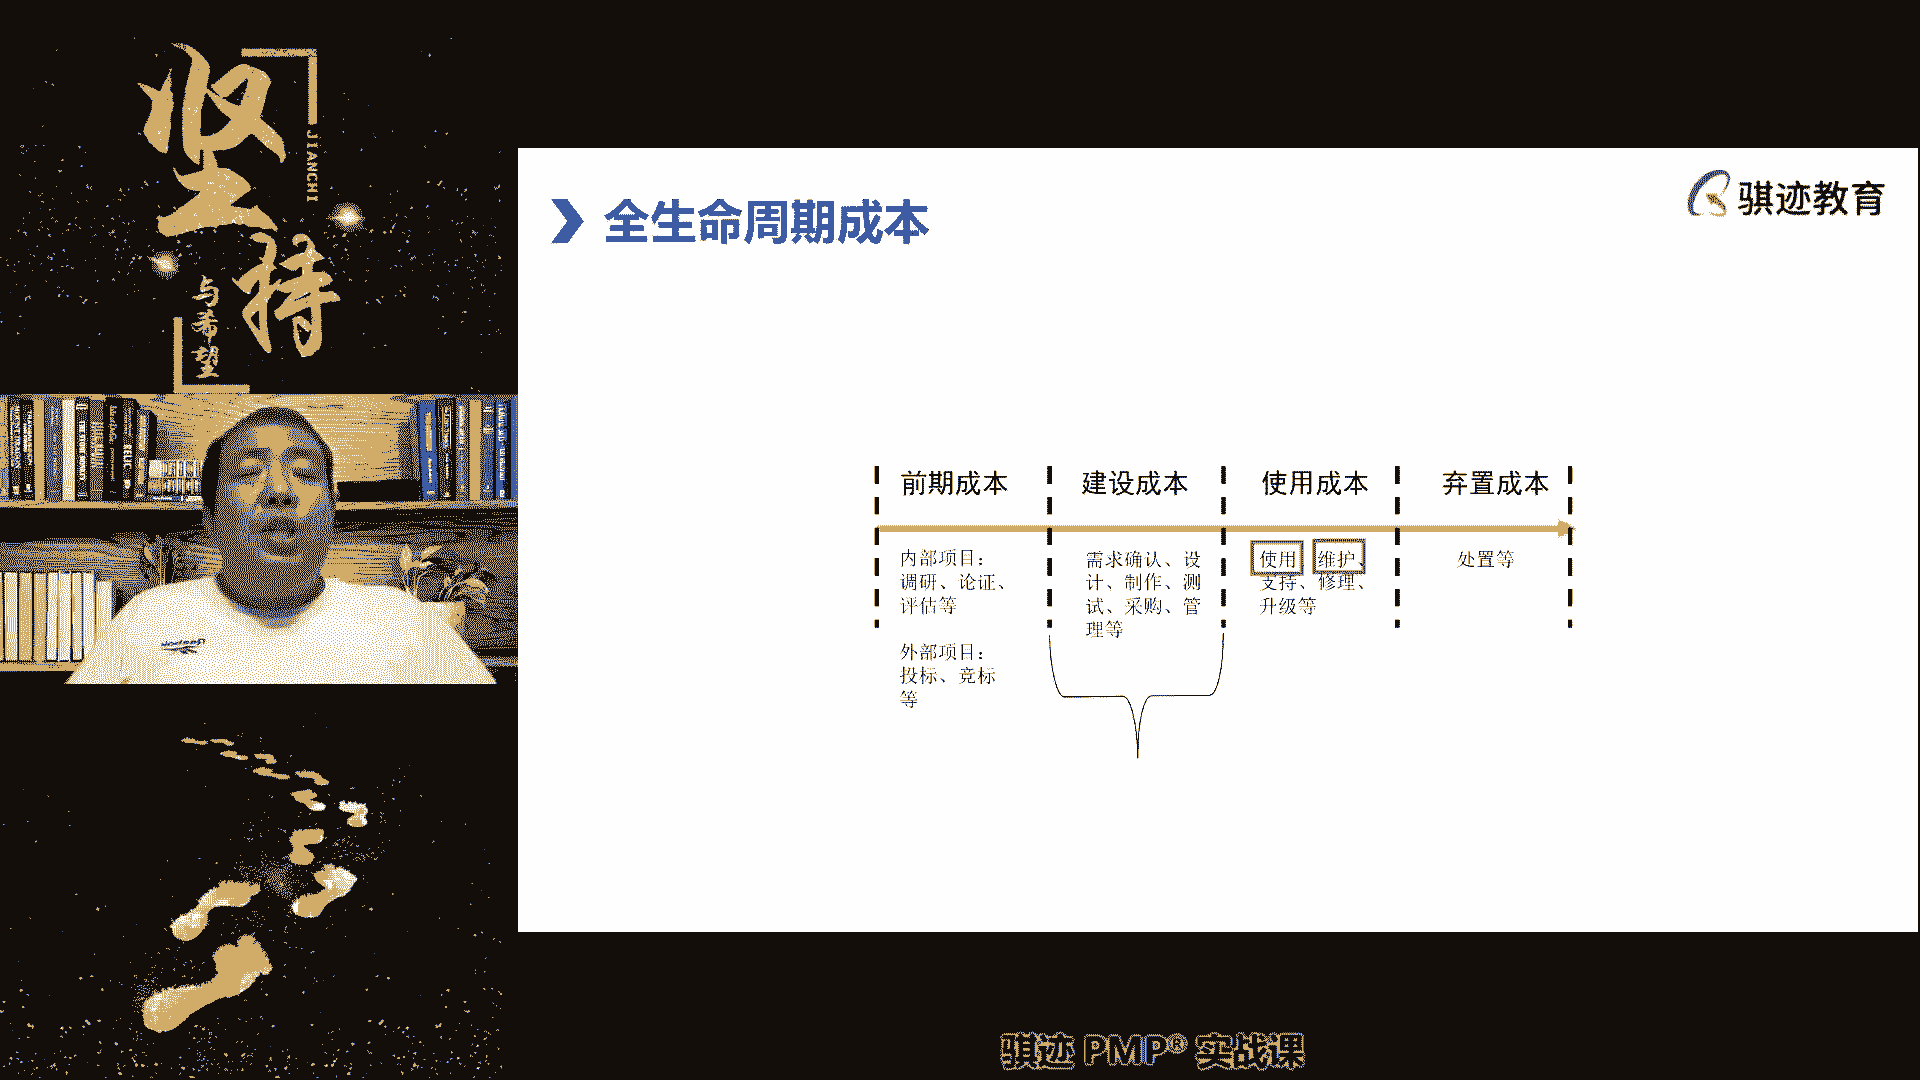 坚持
JIANCHI
与希望
全生命周期成本
骐迹教育
前期成本
建设成本
使用成本
弃置成本
内部项目：
调研、论证、
评估等
外部项目：
投标、竞标
等
需求确认、设
计、制作、测
试、采购、管
理等
使用 维护、
支持、修理、
升级等
处置等
骐迹 PMP® 实战课